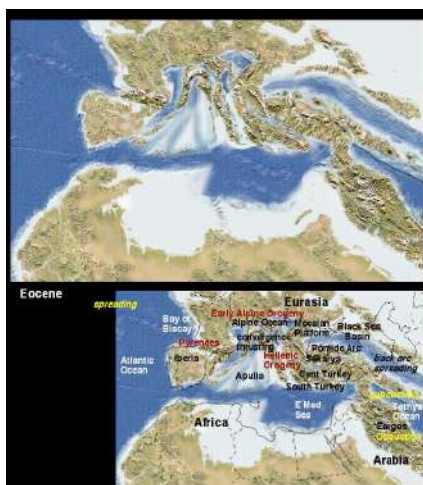 Eocene
spreading
Eurasia
Early Alpine Orogeny
Bay of
Biscay
Alpine Ocean
Moesian
Platform
Black Sea
Basin
convergence
thrusting
Pyrenees
Iberia
Pontide Arc
Sakarya
Hellenic
Orogeny
back arc
spreading
Atlantic
Ocean
Apulia
Cent Turkey
South Turkey
subduction
Tethys
Ocean
E Med
Sea
Africa
Zargos
Obduction
Arabia